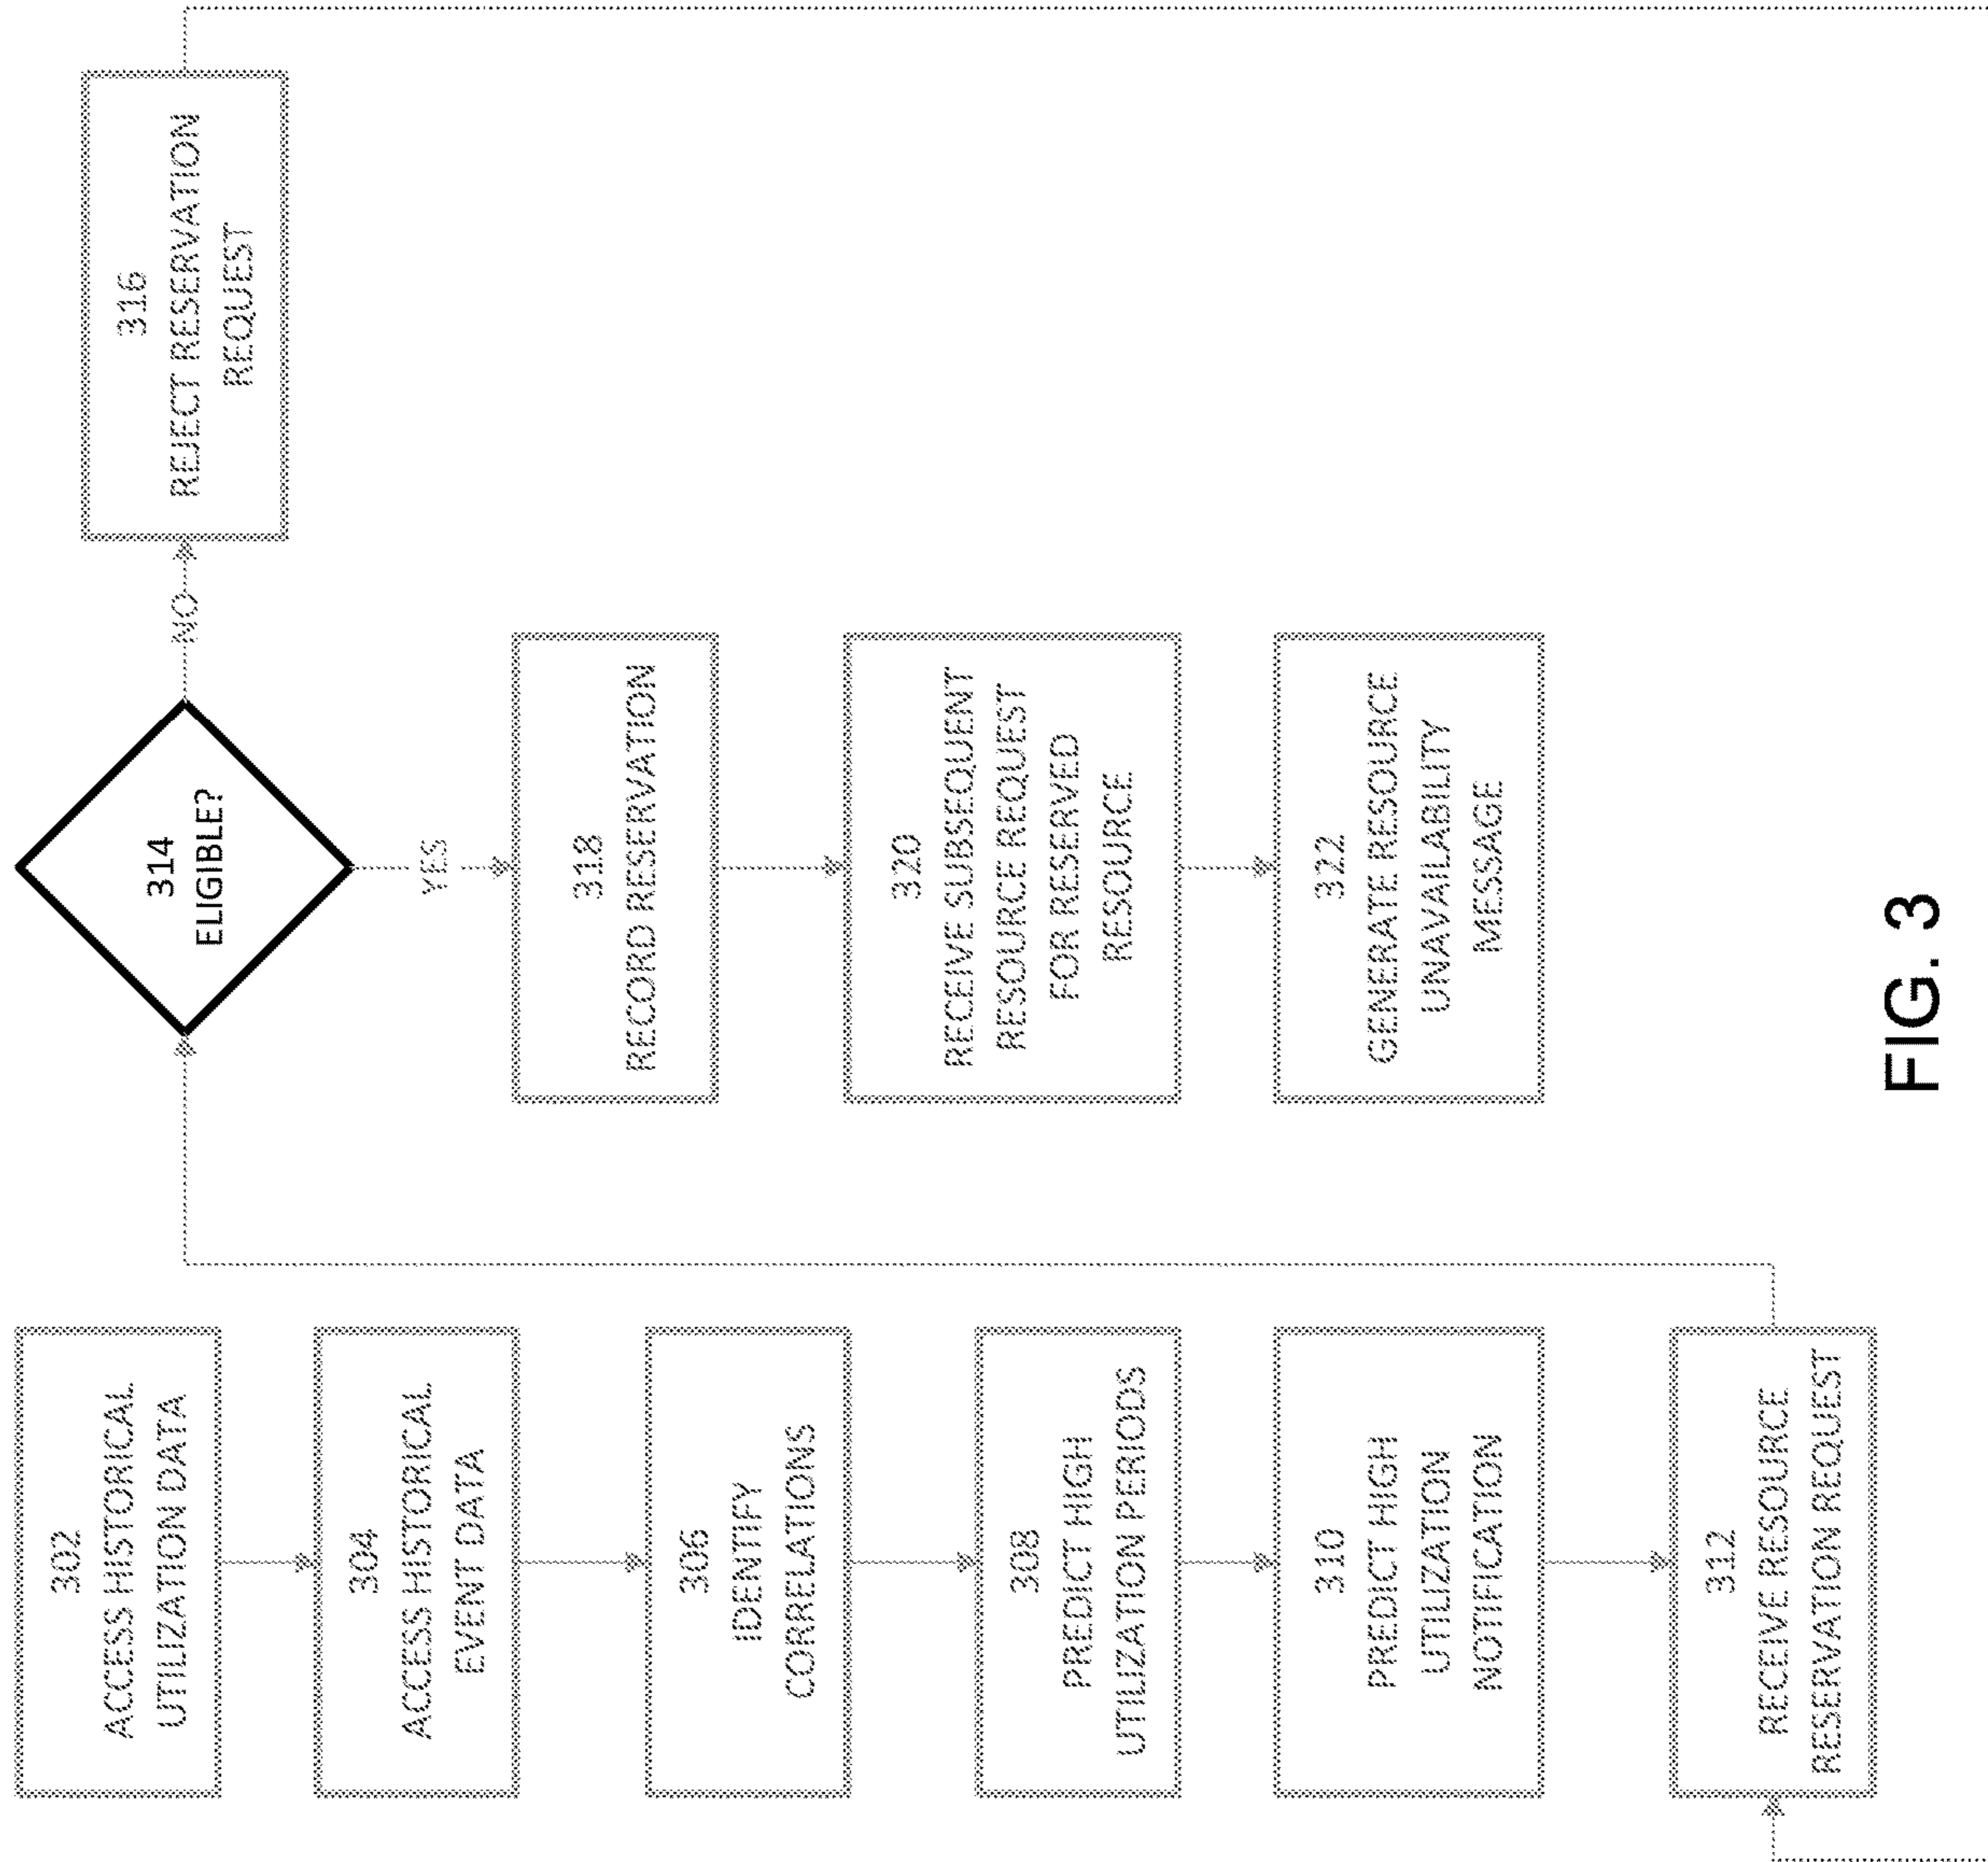 302
ACCESS HISTORICAL
UTILIZATION DATA
304
ACCESS HISTORICAL
EVENT DATA
306
IDENTIFY
CORRELATIONS
308
PREDICT HIGH
UTILIZATION PERIODS
310
PREDICT HIGH
UTILIZATION
NOTIFICATION
312
RECEIVE RESOURCE
RESERVATION REQUEST
314
ELIGIBLE?
NO
316
REJECT RESERVATION
REQUEST
YES
318
RECORD RESERVATION
320
RECEIVE SUBSEQUENT
RESOURCE REQUEST
FOR RESERVED
RESOURCE
322
GENERATE RESOURCE
UNAVAILABILITY
MESSAGE
FIG. 3